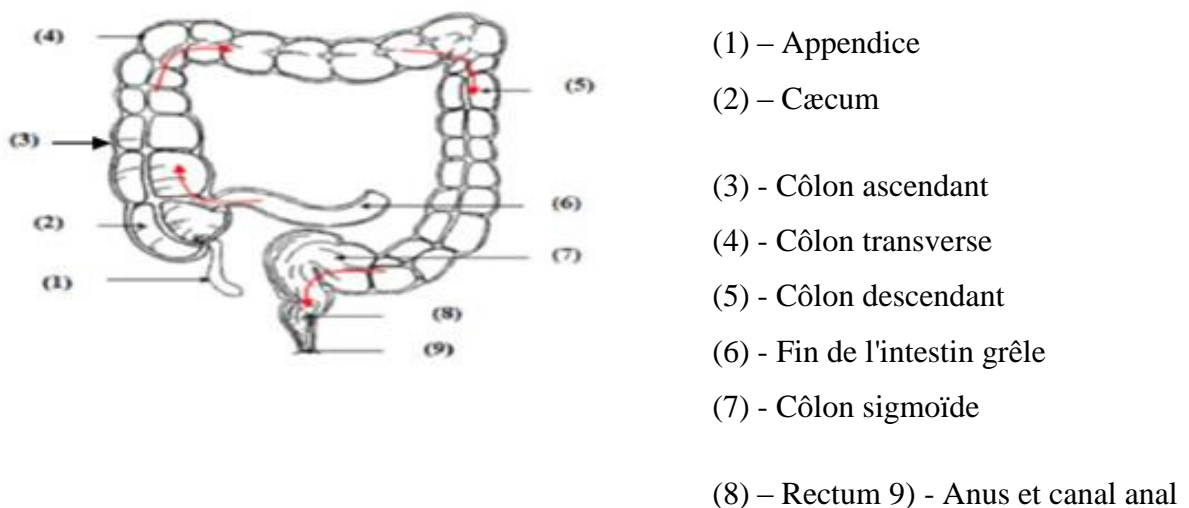 (4)
(5)
(3)
(6)
(2)
(7)
(1)
(8)
(9)
(1) – Appendice
(2) – Cæcum
(3) - Côlon ascendant
(4) - Côlon transverse
(5) - Côlon descendant
(6) - Fin de l'intestin grêle
(7) - Côlon sigmoïde
(8) – Rectum 9) - Anus et canal anal